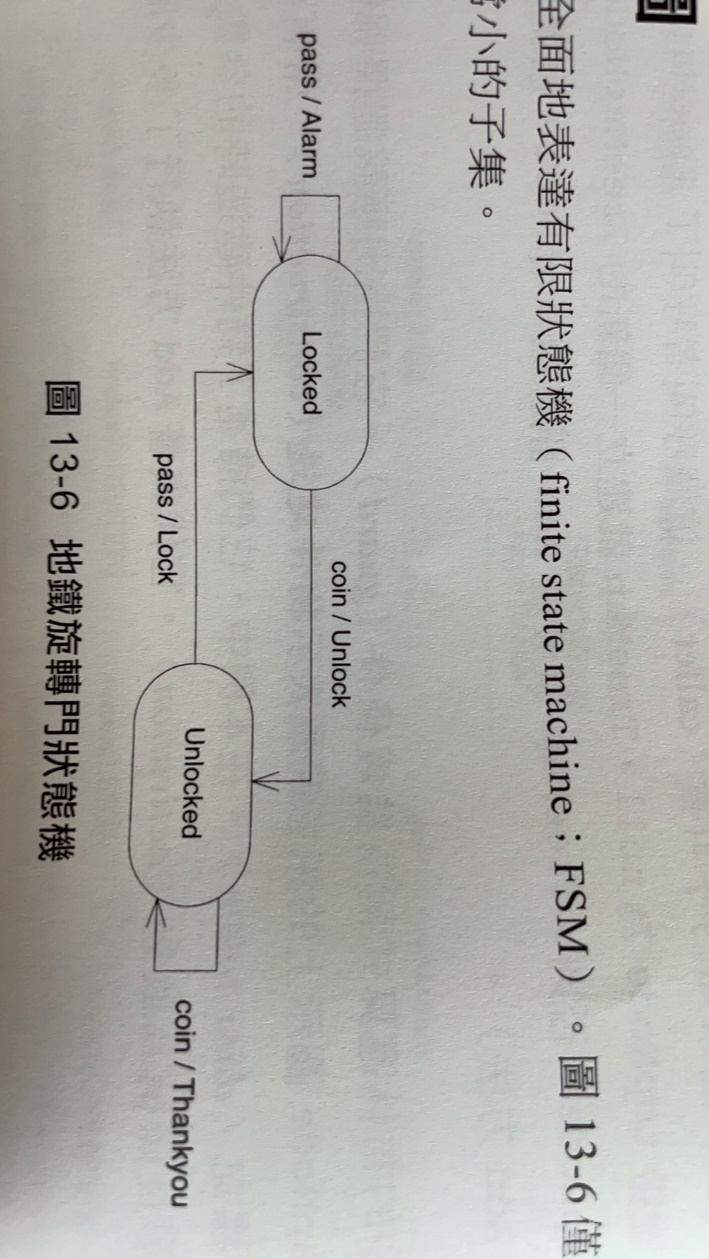 圖
全面地表達有限狀態機（finite state machine；FSM）。圖 13-6 僅
小的子集。
pass / Alarm
Locked
coin / Unlock
pass / Lock
Unlocked
coin / Thankyou
圖 13-6 地鐵旋轉門狀態機